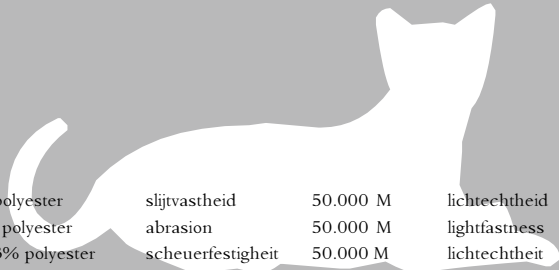 polyester slijtvastheid 50.000 M lichtechtheid
polyester abrasion 50.000 M lightfastness
% polyester scheuerfestigheit 50.000 M lichtechtheit